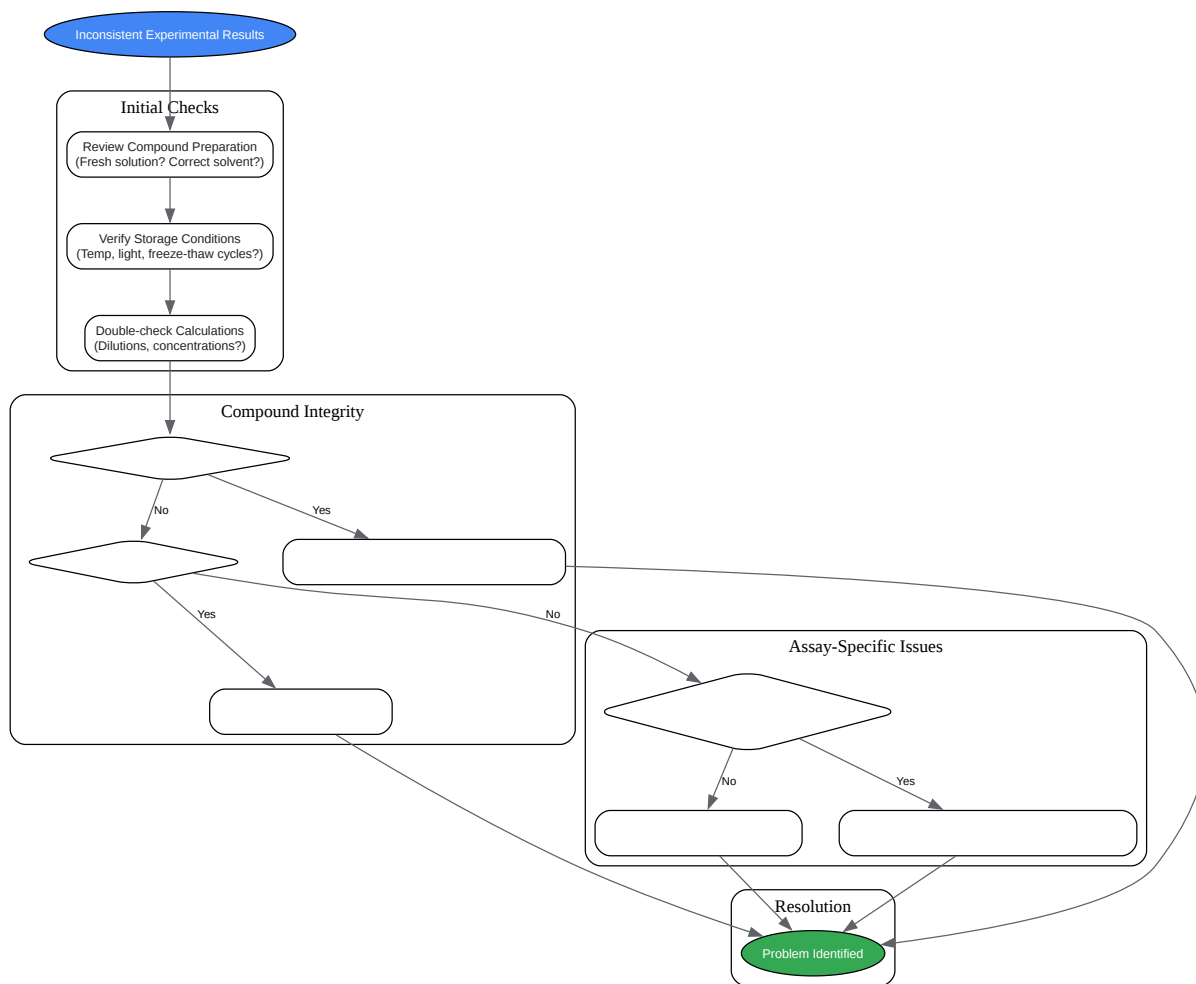 Inconsistent Experimental Results
Initial Checks
Review Compound Preparation
(Fresh solution? Correct solvent?)
Verify Storage Conditions
(Temp, light, freeze-thaw cycles?)
Double-check Calculations
(Dilutions, concentrations?)
Compound Integrity
No
Yes
Yes
No
Assay-Specific Issues
No
Yes
Resolution
Problem Identified